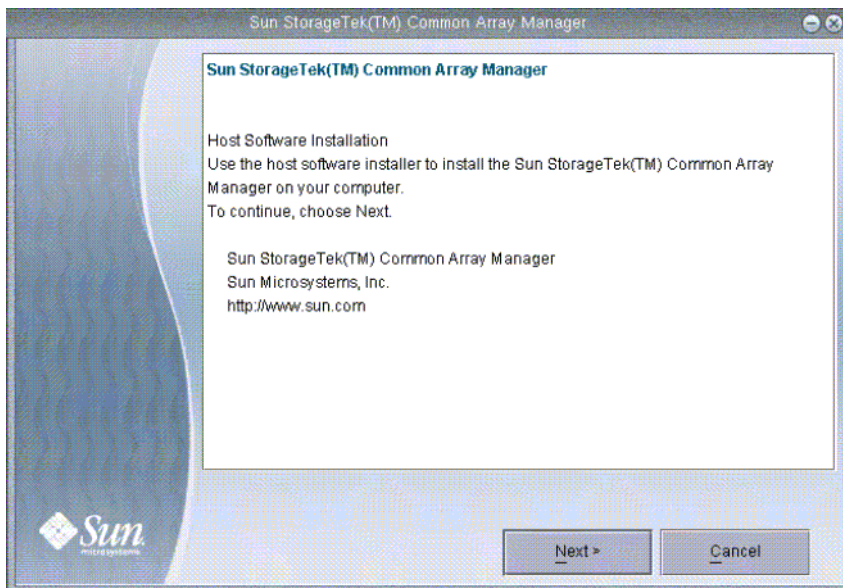 Sun StorageTek(TM) Common Array Manager
Sun StorageTek(TM) Common Array Manager
Host Software Installation
Use the host software installer to install the Sun StorageTek(TM) Common Array
Manager on your computer.
To continue, choose Next.
Sun StorageTek(TM) Common Array Manager
Sun Microsystems, Inc.
http://www.sun.com
Sun
microsystems
Next >
Cancel